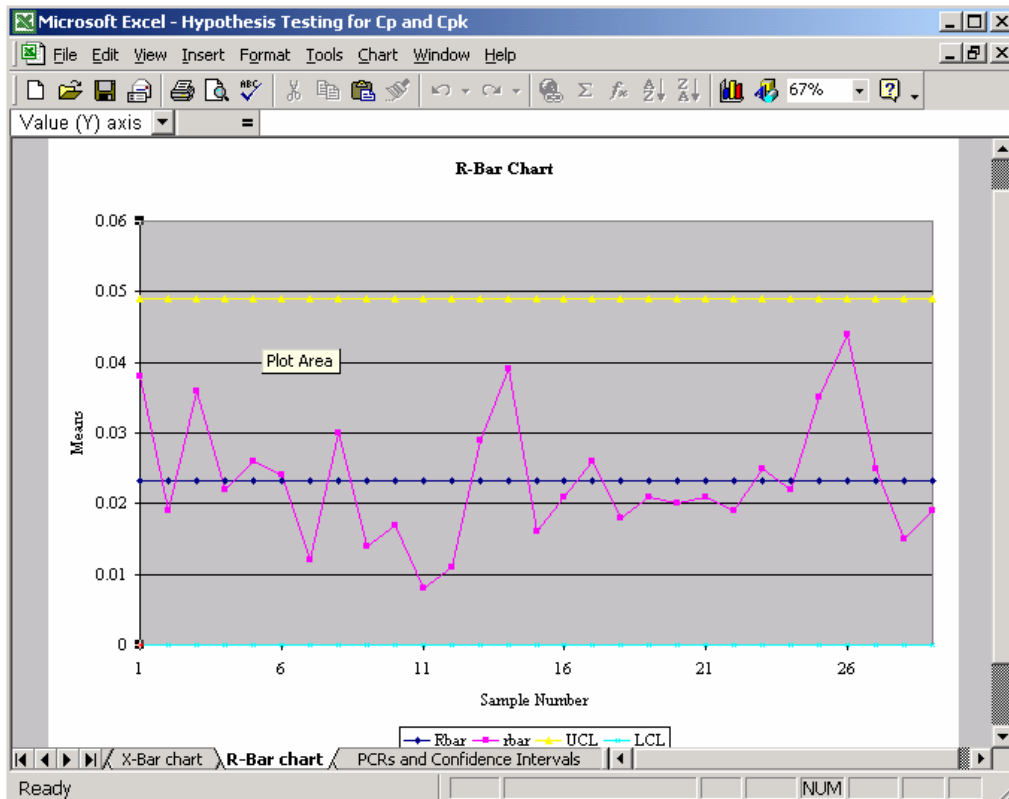 Microsoft Excel - Hypothesis Testing for Cp and Cpk
File Edit View Insert Format Tools Chart Window Help
ABC Σ fx A Z Z A 67% ?
Value (Y) axis =
R-Bar Chart
0.06
0.05
0.04
0.03
0.02
0.01
0
Means
Plot Area
1 6 11 16 21 26
Sample Number
Rbar rbar UCL LCL
X-Bar chart R-Bar chart PCRs and Confidence Intervals
Ready NUM